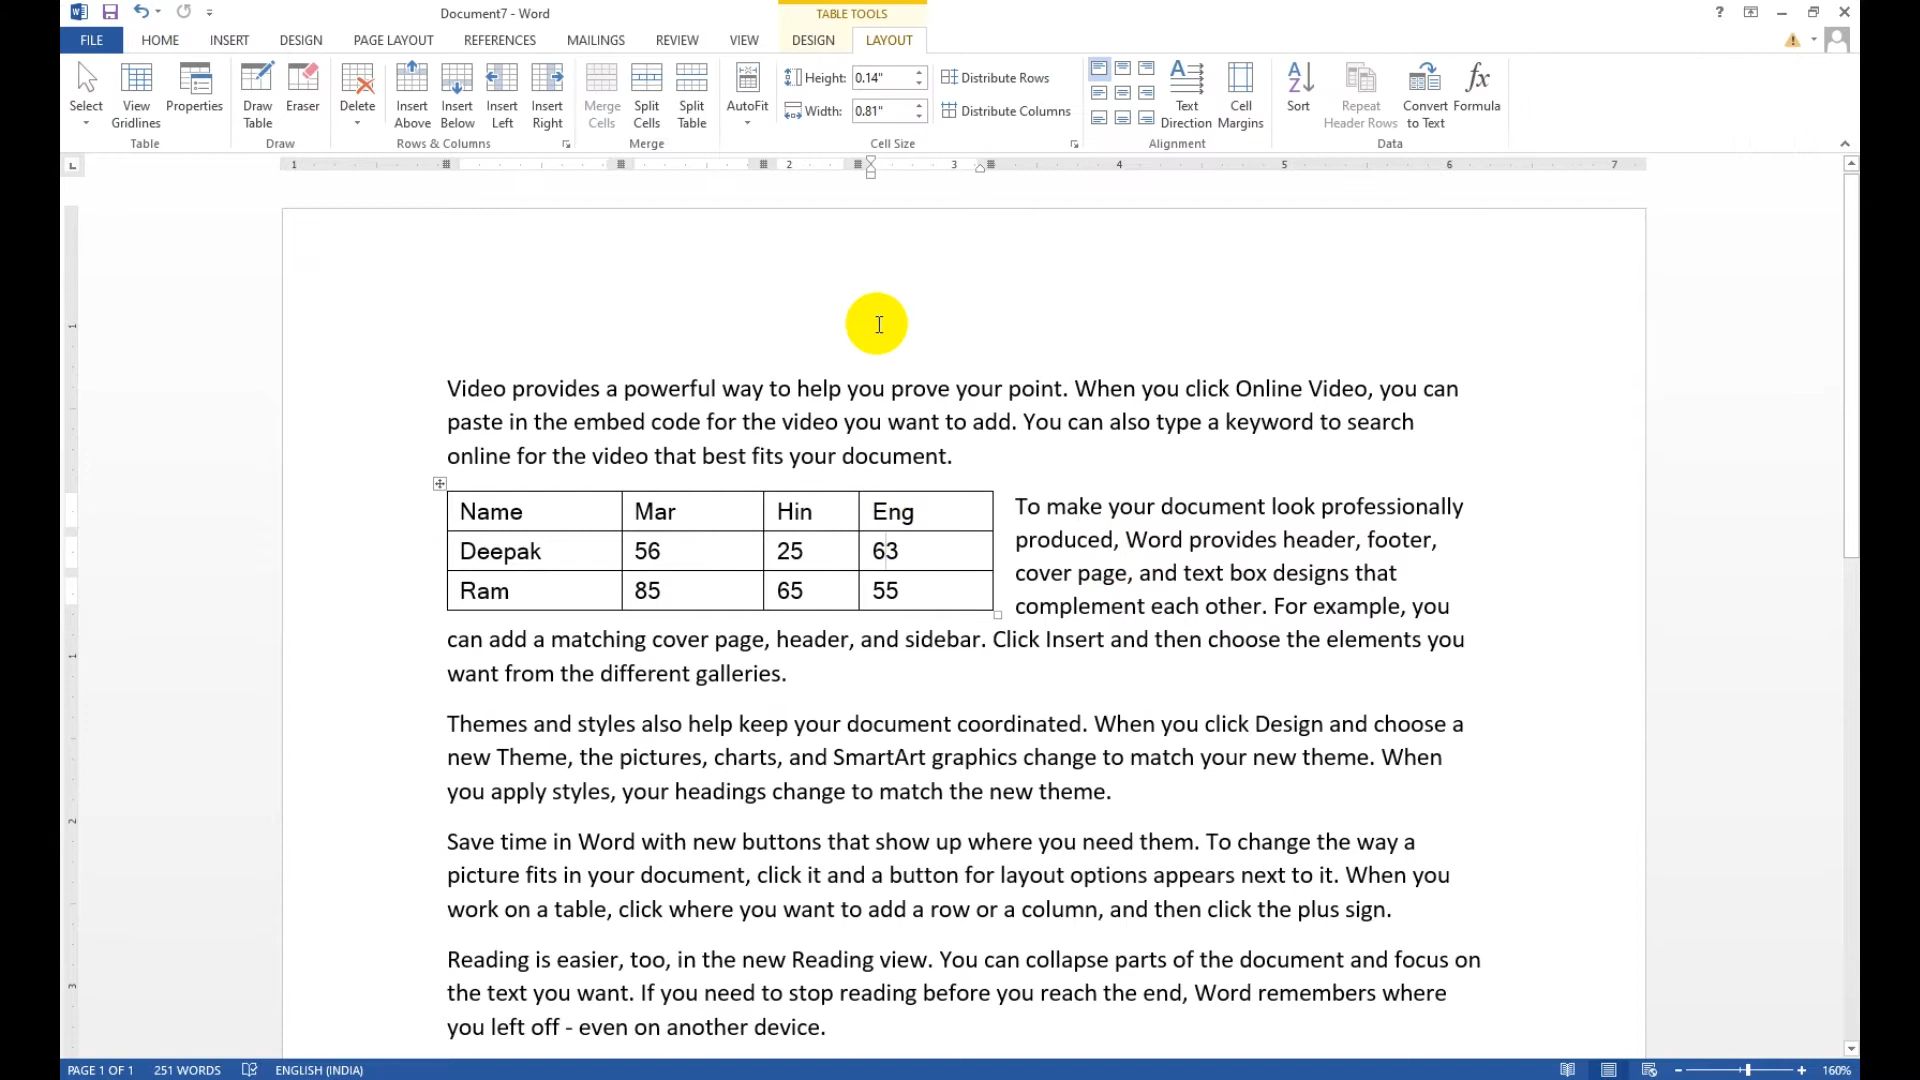 Document7 - Word
TABLE TOOLS
FILE HOME INSERT DESIGN PAGE LAYOUT REFERENCES MAILINGS REVIEW VIEW DESIGN LAYOUT
Select
View Gridlines
Properties
Draw Table
Eraser
Delete
Insert Above
Insert Below
Insert Left
Insert Right
Merge Cells
Split Cells
Split Table
AutoFit
Height: 0.14"
Width: 0.81"
Distribute Rows
Distribute Columns
Text Direction
Cell Margins
Sort
Repeat Header Rows
Convert to Text
Formula
Table Draw Rows & Columns Merge Cell Size Alignment Data
1 2 3 4 5 6 7
Video provides a powerful way to help you prove your point. When you click Online Video, you can
paste in the embed code for the video you want to add. You can also type a keyword to search
online for the video that best fits your document.
Name Mar Hin Eng
Deepak 56 25 63
Ram 85 65 55
To make your document look professionally
produced, Word provides header, footer,
cover page, and text box designs that
complement each other. For example, you
can add a matching cover page, header, and sidebar. Click Insert and then choose the elements you
want from the different galleries.
Themes and styles also help keep your document coordinated. When you click Design and choose a
new Theme, the pictures, charts, and SmartArt graphics change to match your new theme. When
you apply styles, your headings change to match the new theme.
Save time in Word with new buttons that show up where you need them. To change the way a
picture fits in your document, click it and a button for layout options appears next to it. When you
work on a table, click where you want to add a row or a column, and then click the plus sign.
Reading is easier, too, in the new Reading view. You can collapse parts of the document and focus on
the text you want. If you need to stop reading before you reach the end, Word remembers where
you left off - even on another device.
PAGE 1 OF 1 251 WORDS ENGLISH (INDIA) 160%